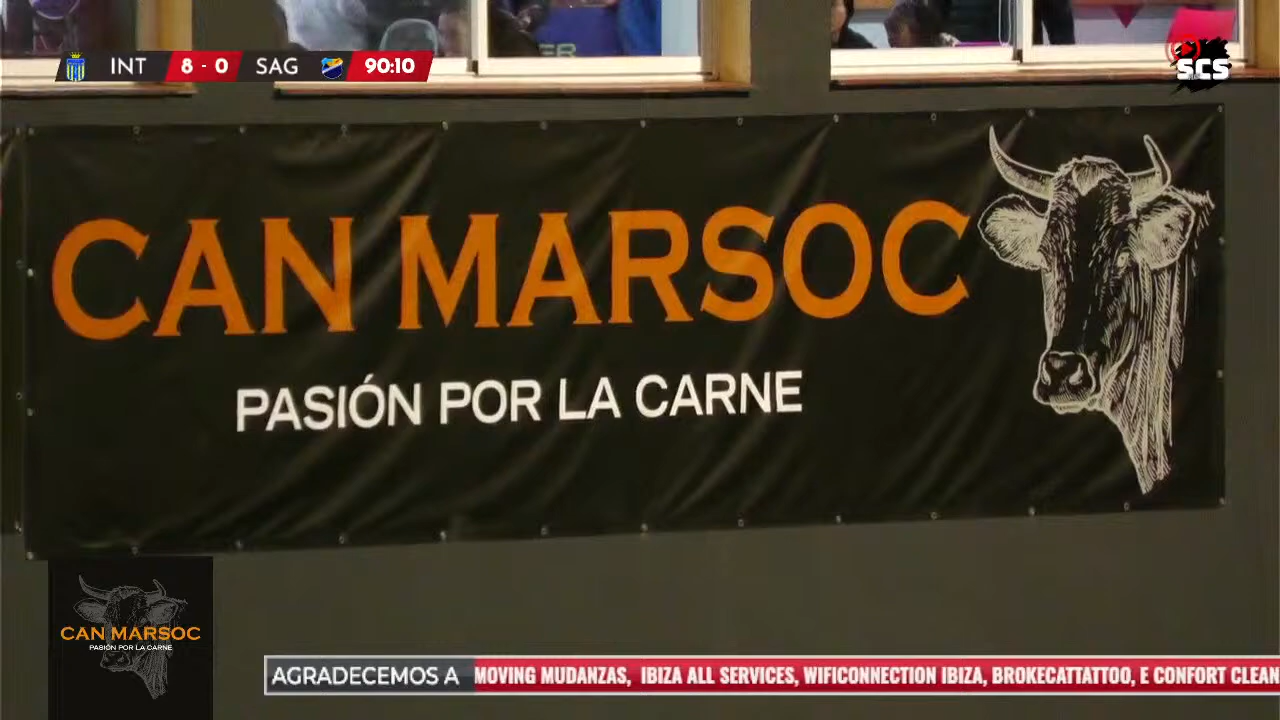 INT 8 - 0 SAG 90:10
SCS
CAN MARSOC
PASIÓN POR LA CARNE
CAN MARSOC
PASIÓN POR LA CARNE
AGRADECEMOS A MOVING MUDANZAS, IBIZA ALL SERVICES, WIFICONNECTION IBIZA, BROKECATTATTOO, E CONFORT CLEAN